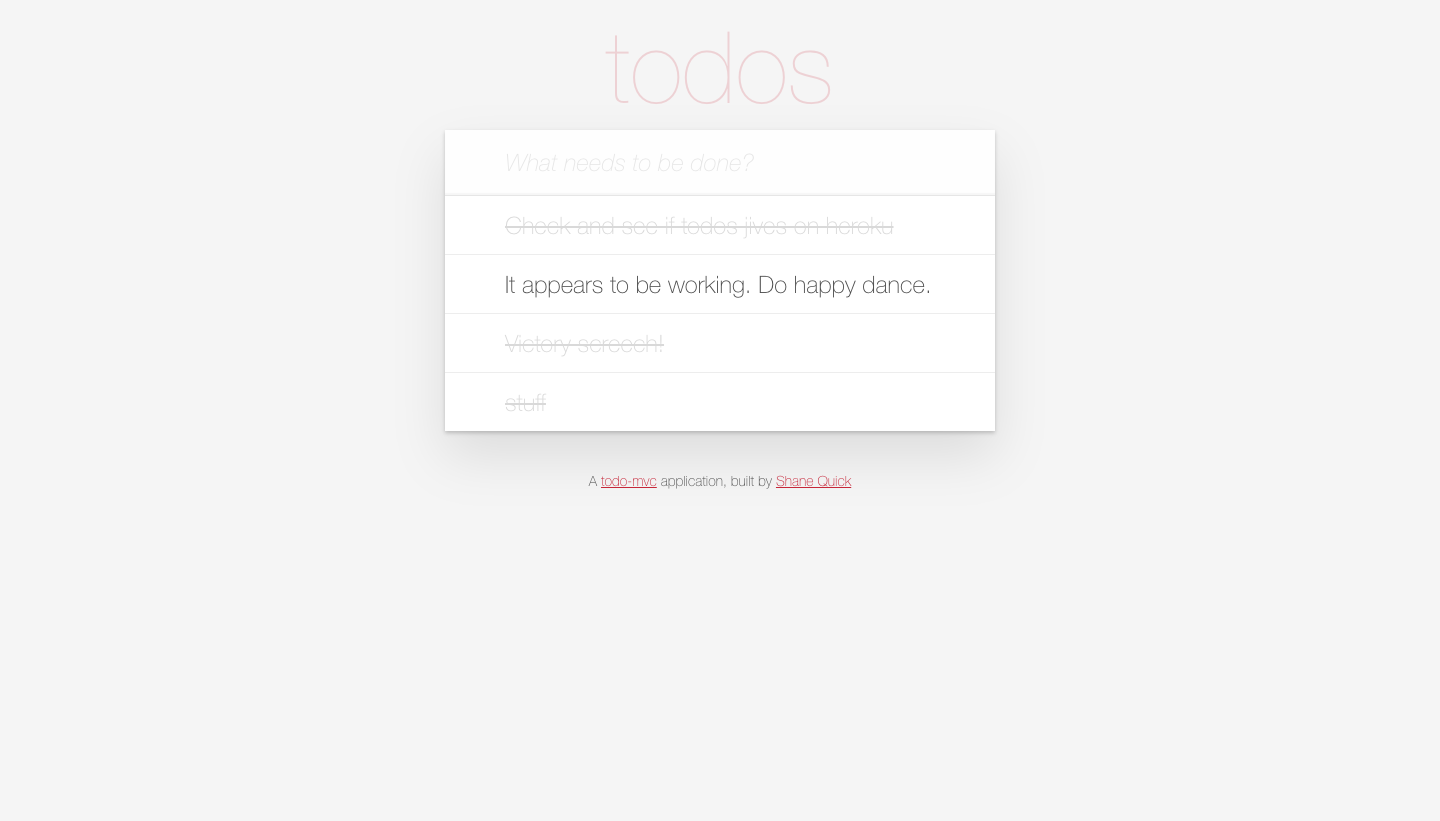 todos
What needs to be done?
Check and see if todos jives on heroku
It appears to be working. Do happy dance.
Victory screech!
stuff
A todo-mvc application, built by Shane Quick